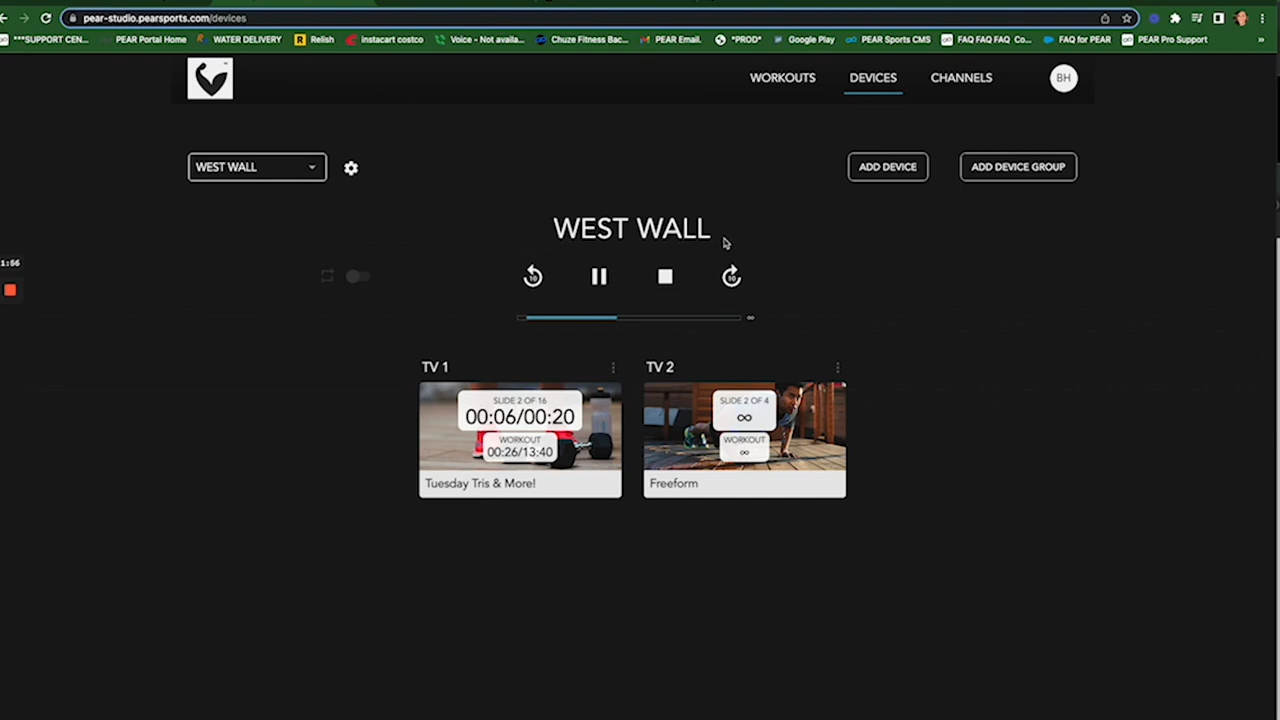 pear-studio.pearsports.com/devices
***SUPPORT CEN... PEAR Portal Home WATER DELIVERY Relish instacart costco Voice - Not availa... Chuze Fitness Bac... PEAR Email. *PROD* Google Play PEAR Sports CMS FAQ FAQ FAQ Co... FAQ for PEAR PEAR Pro Support »
WORKOUTS DEVICES CHANNELS BH
WEST WALL ADD DEVICE ADD DEVICE GROUP
WEST WALL
1:56
10 10
∞
TV 1 TV 2
SLIDE 2 OF 16
00:06/00:20
WORKOUT
00:26/13:40
Tuesday Tris & More!
SLIDE 2 OF 4
∞
WORKOUT
∞
Freeform